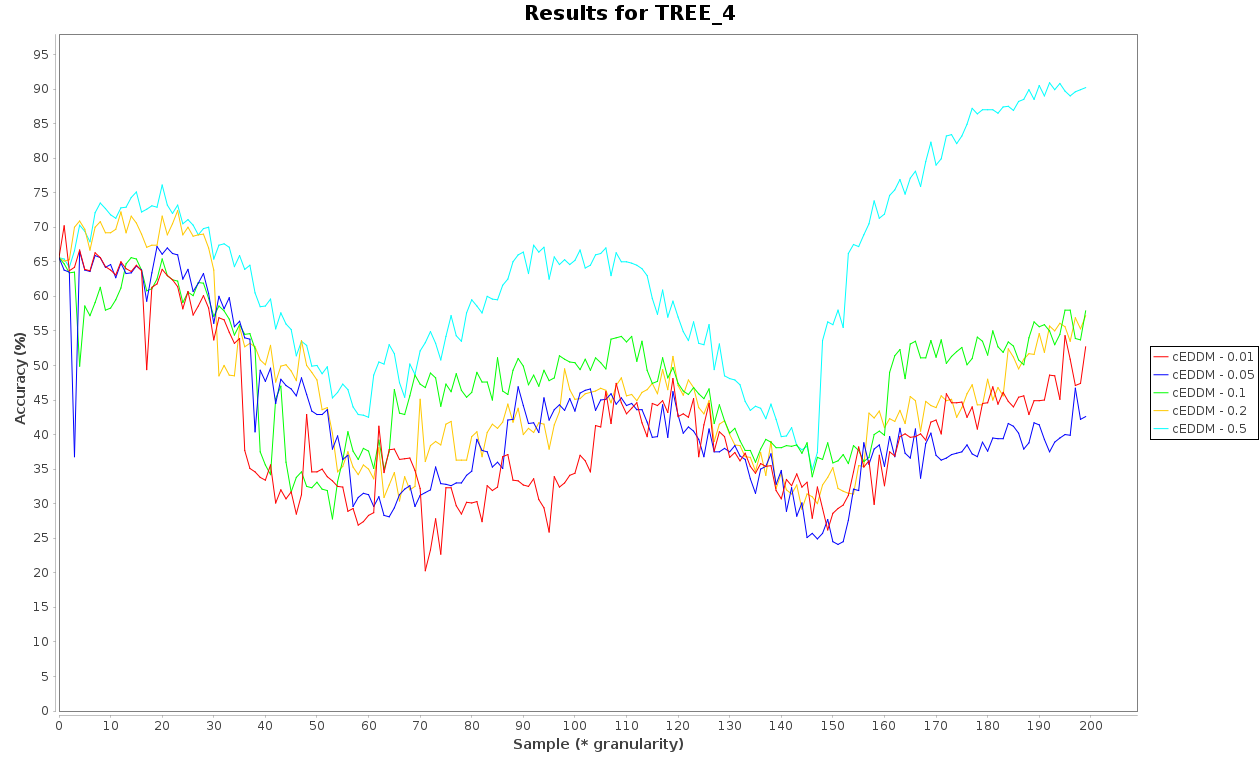 Results for TREE_4
95
90
85
80
75
70
65
60
55
50
45
40
35
30
25
20
15
10
5
0
Accuracy (%)
0 10 20 30 40 50 60 70 80 90 100 110 120 130 140 150 160 170 180 190 200
Sample (* granularity)
cEDDM - 0.01
cEDDM - 0.05
cEDDM - 0.1
cEDDM - 0.2
cEDDM - 0.5